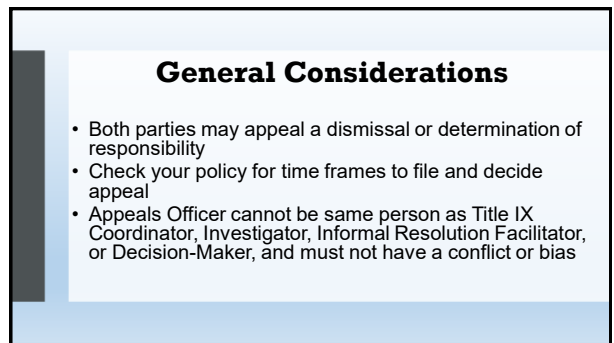 General Considerations
• Both parties may appeal a dismissal or determination of
responsibility
• Check your policy for time frames to file and decide
appeal
• Appeals Officer cannot be same person as Title IX
Coordinator, Investigator, Informal Resolution Facilitator,
or Decision-Maker, and must not have a conflict or bias